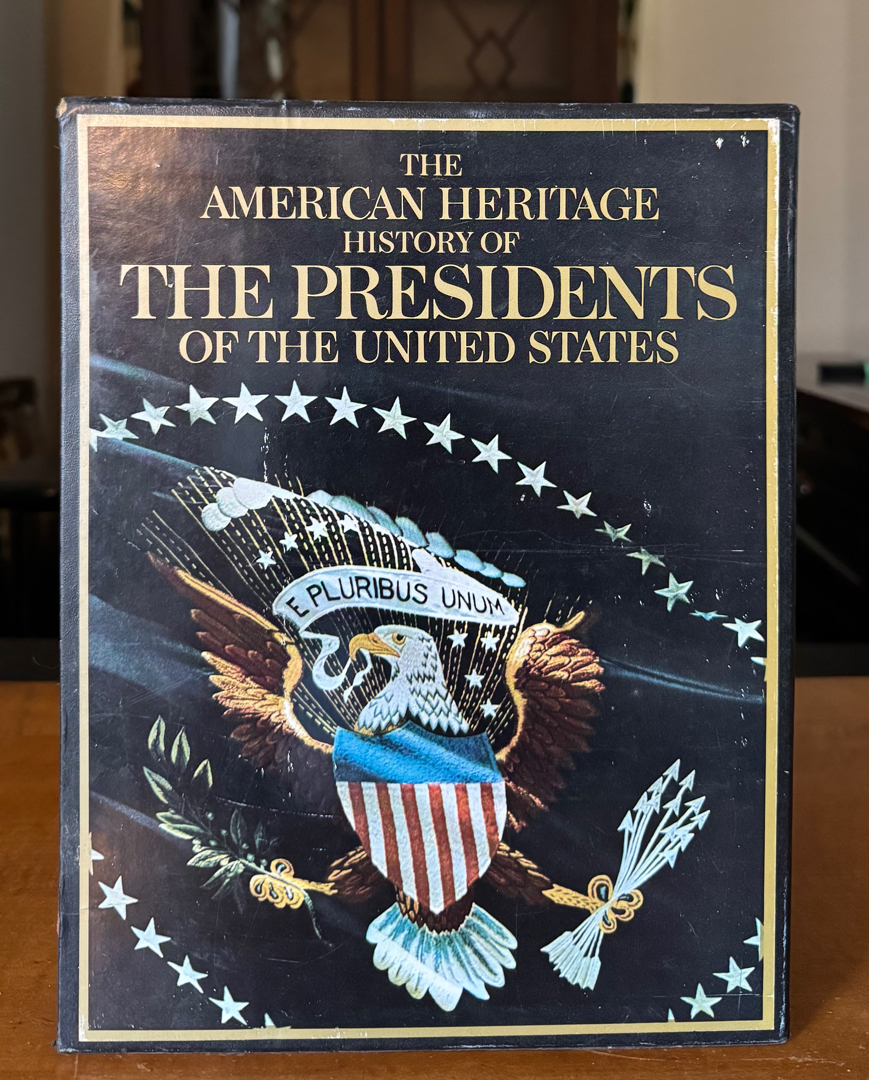 THE
AMERICAN HERITAGE
HISTORY OF
THE PRESIDENTS
OF THE UNITED STATES
E PLURIBUS UNUM